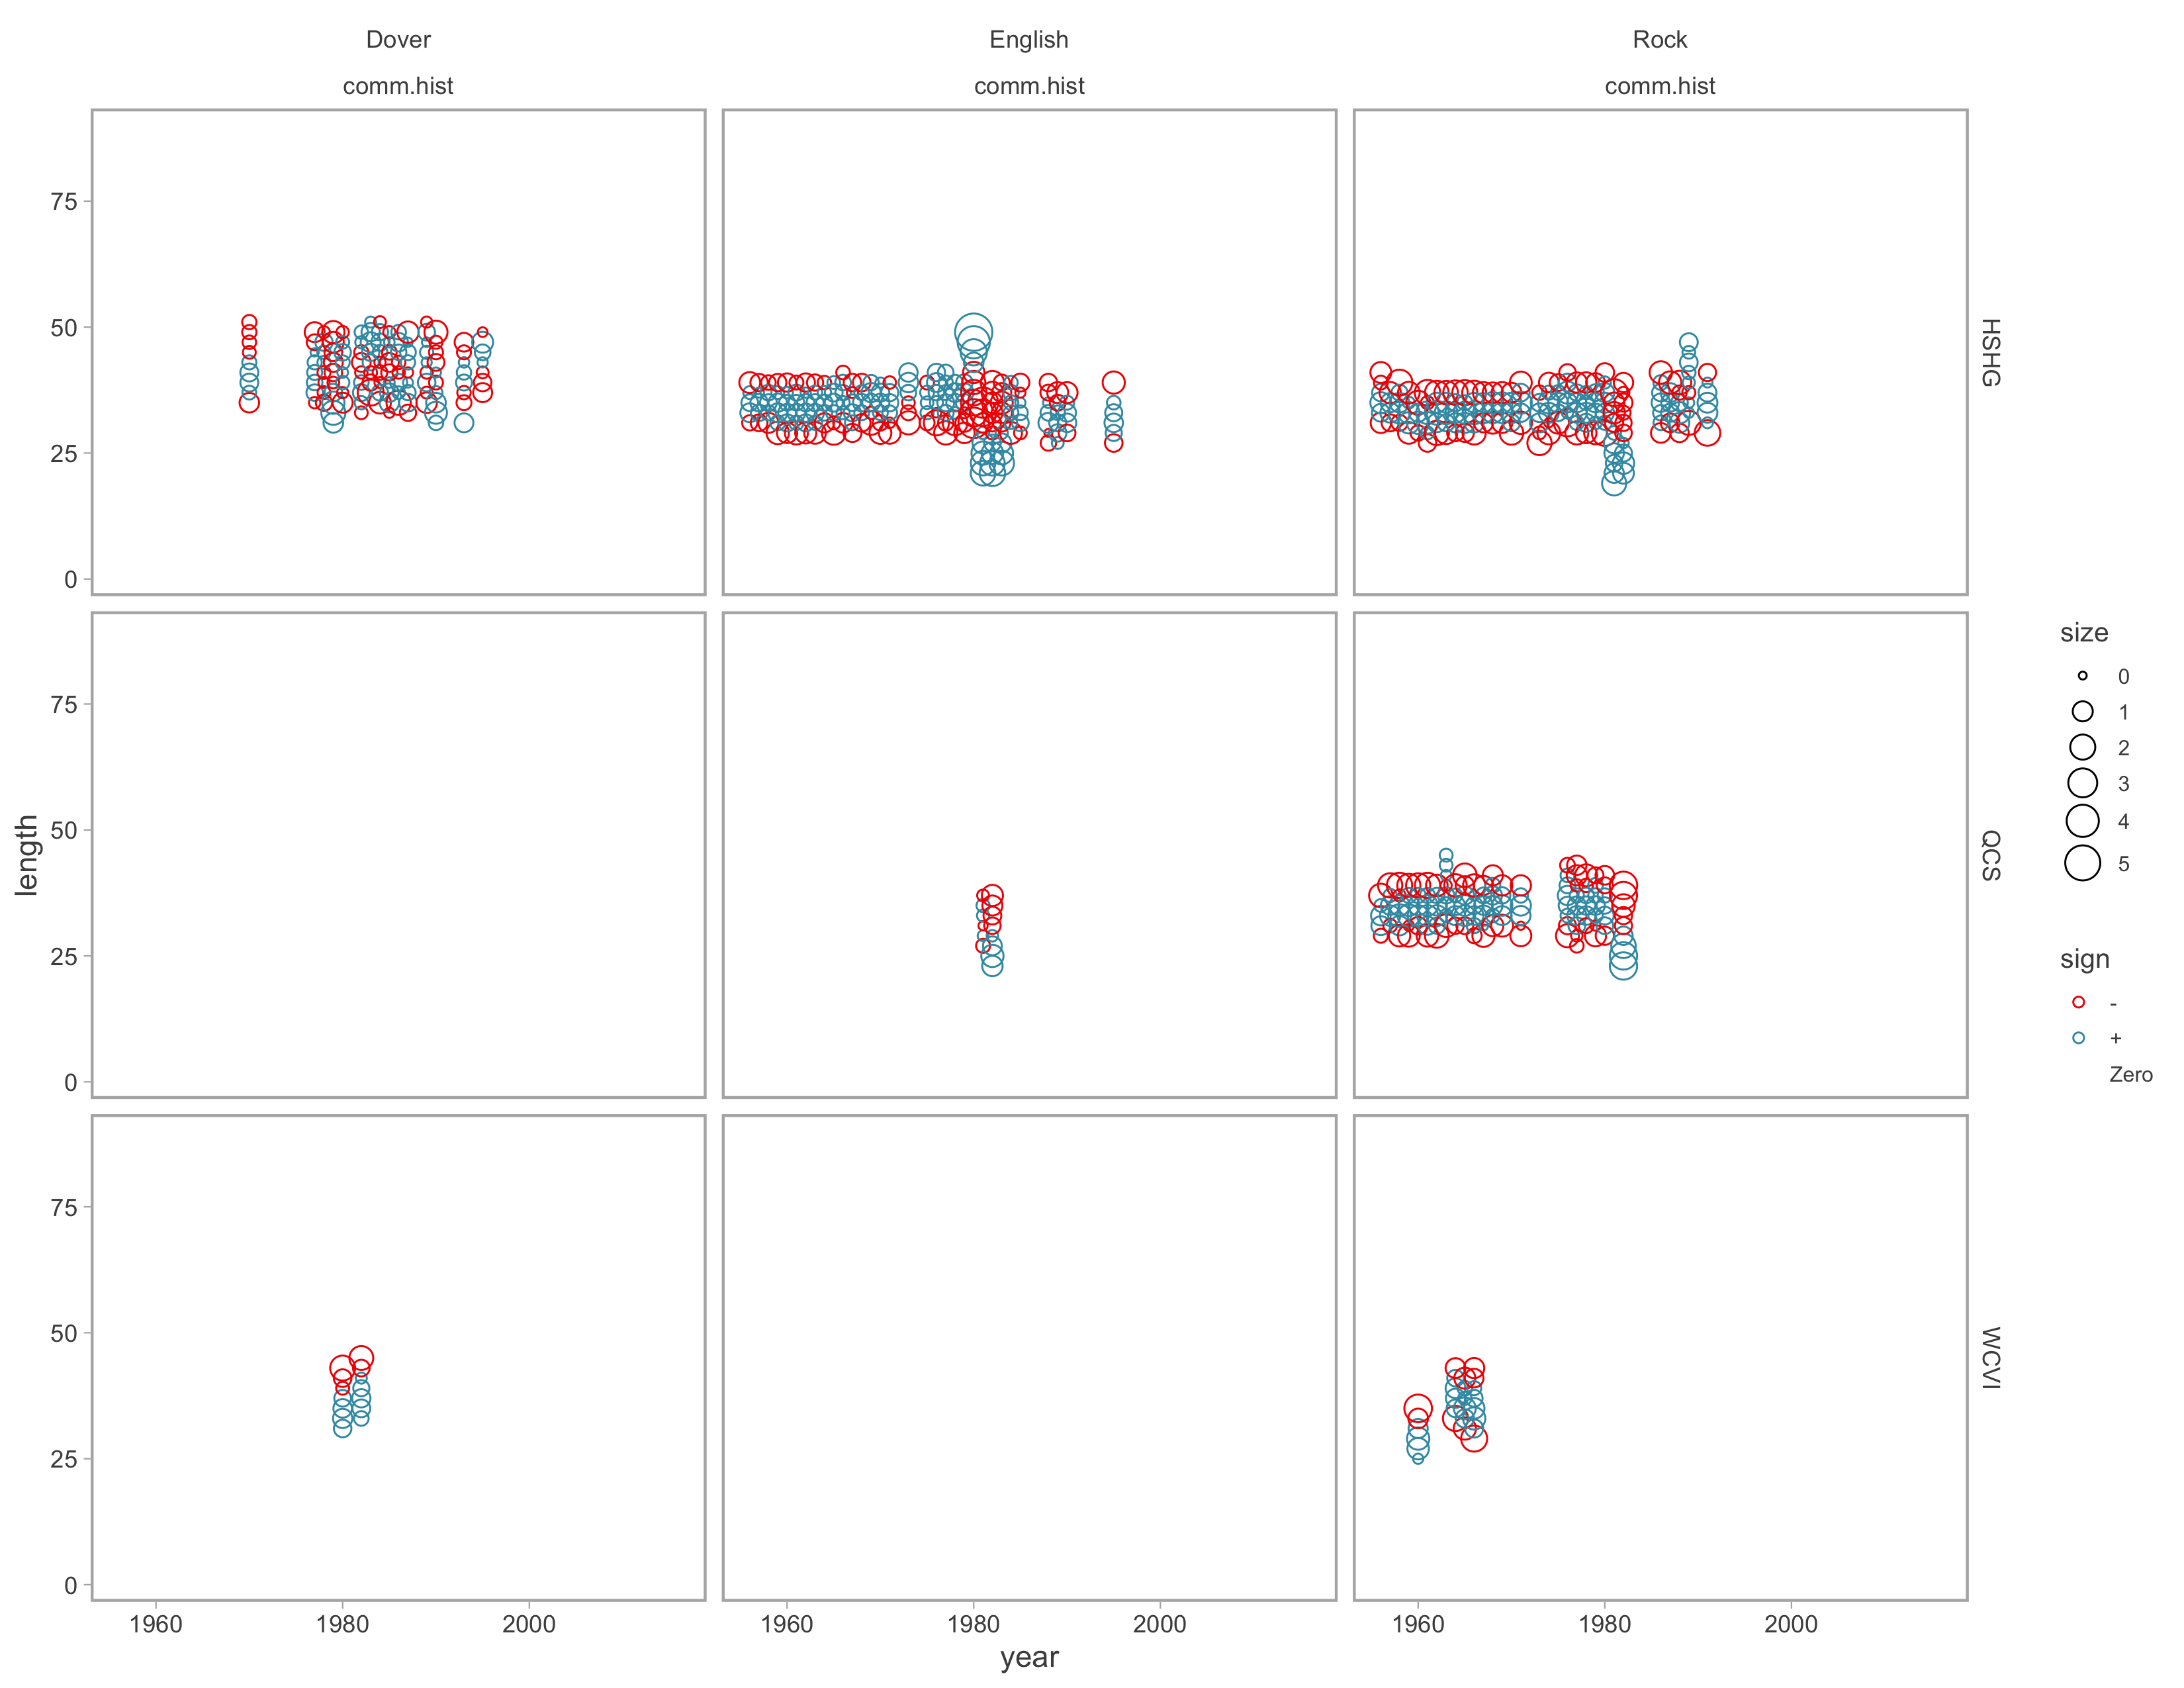 Dover English Rock
comm.hist comm.hist comm.hist
75
50
25
0
HSHG
75
50
25
0
QCS
75
50
25
0
WCVI
1960 1980 2000 1960 1980 2000 1960 1980 2000
year
length
size
0
1
2
3
4
5
sign
-
+
Zero